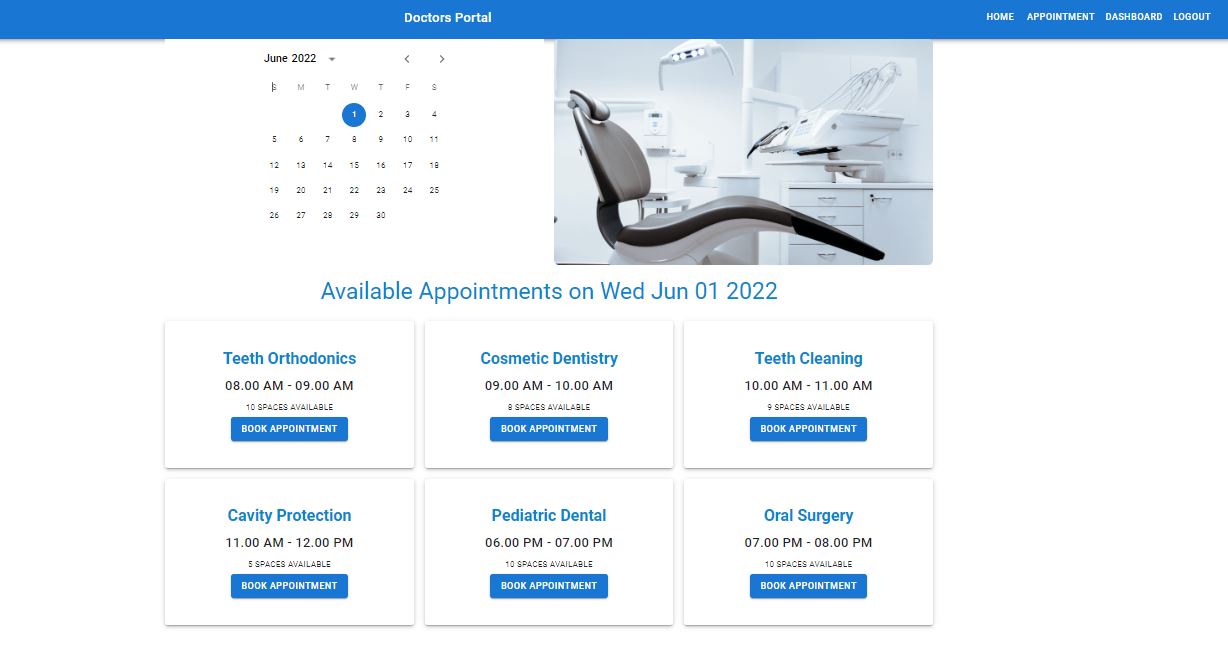 Doctors Portal
HOME APPOINTMENT DASHBOARD LOGOUT
June 2022
S M T W T F S
1 2 3 4
5 6 7 8 9 10 11
12 13 14 15 16 17 18
19 20 21 22 23 24 25
26 27 28 29 30
Available Appointments on Wed Jun 01 2022
Teeth Orthodonics
08.00 AM - 09.00 AM
10 SPACES AVAILABLE
BOOK APPOINTMENT
Cosmetic Dentistry
09.00 AM - 10.00 AM
8 SPACES AVAILABLE
BOOK APPOINTMENT
Teeth Cleaning
10.00 AM - 11.00 AM
9 SPACES AVAILABLE
BOOK APPOINTMENT
Cavity Protection
11.00 AM - 12.00 PM
5 SPACES AVAILABLE
BOOK APPOINTMENT
Pediatric Dental
06.00 PM - 07.00 PM
10 SPACES AVAILABLE
BOOK APPOINTMENT
Oral Surgery
07.00 PM - 08.00 PM
10 SPACES AVAILABLE
BOOK APPOINTMENT